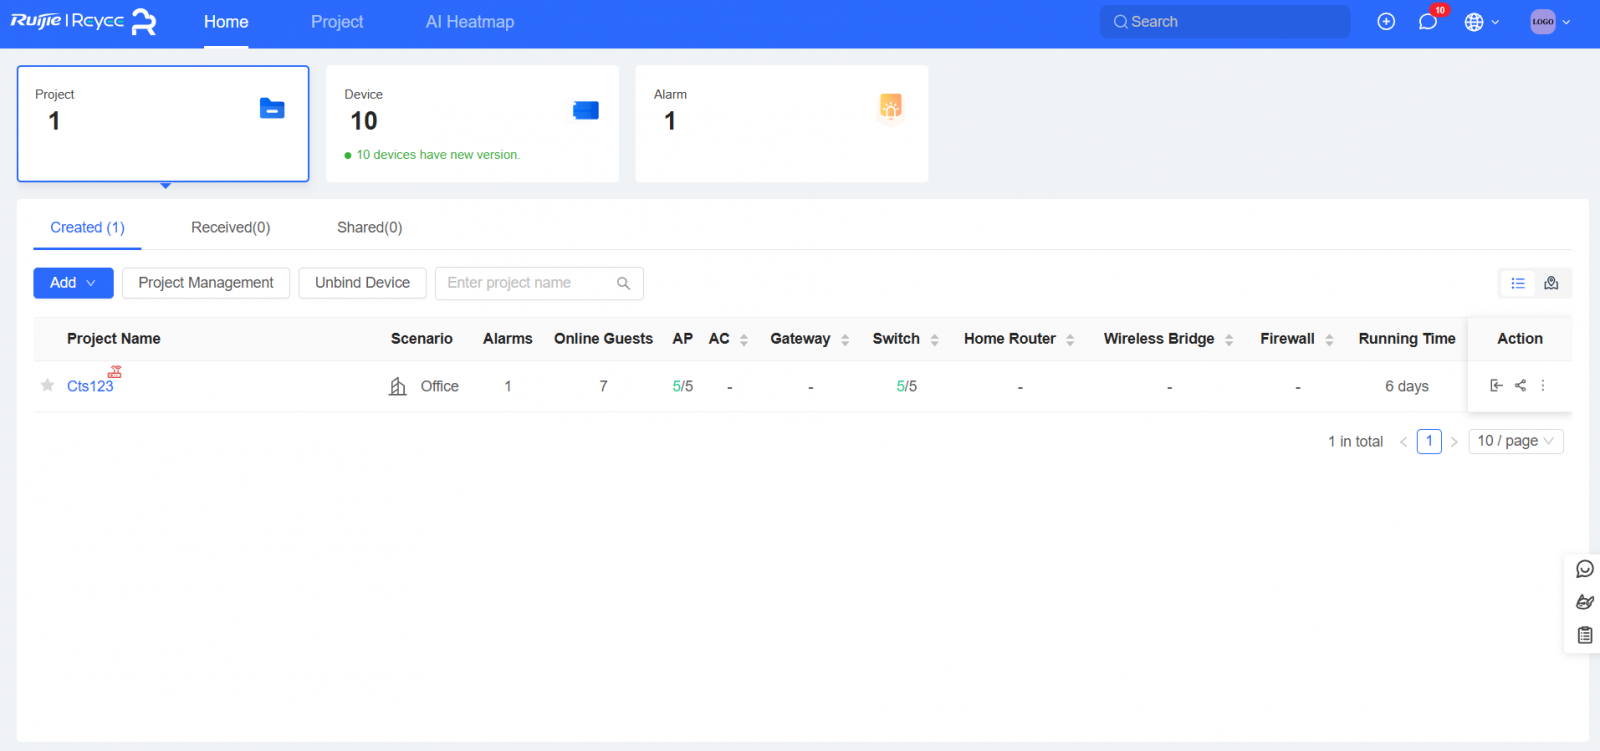 Ruijie | Rcycc Home Project AI Heatmap Search 10 LOGO
Project Device Alarm
1 10 1
10 devices have new version.
Created (1) Received(0) Shared(0)
Add Project Management Unbind Device Enter project name
Project Name Scenario Alarms Online Guests AP AC Gateway Switch Home Router Wireless Bridge Firewall Running Time Action
Cts123 Office 1 7 5/5 - - 5/5 - - - 6 days
1 in total < 1 > 10 / page